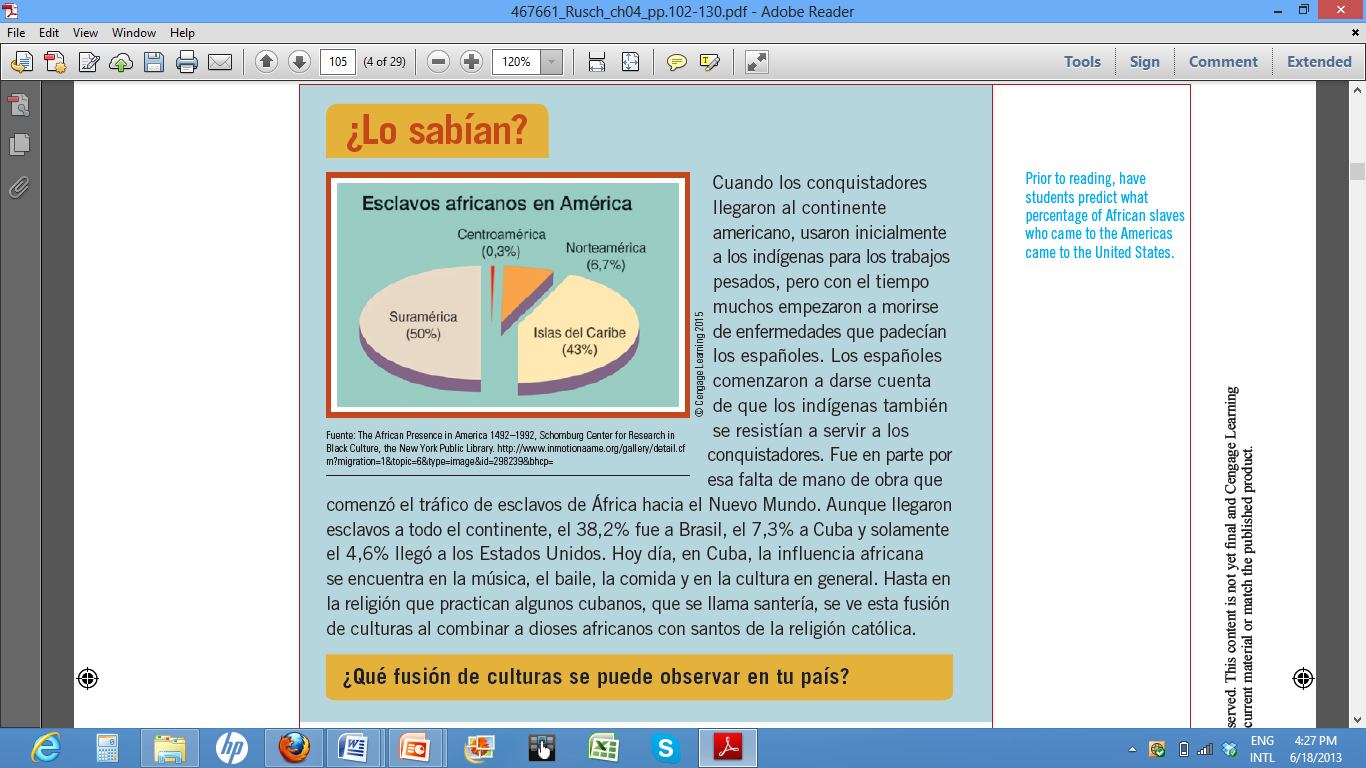 467661_Rusch_ch04_pp.102-130.pdf - Adobe Reader
File Edit View Window Help
105 (4 of 29) 120% Tools Sign Comment Extended
¿Lo sabían?
Esclavos africanos en América
Centroamérica
(0,3%)
Norteamérica
(6,7%)
Suramérica
(50%)
Islas del Caribe
(43%)
© Cengage Learning 2015
Fuente: The African Presence in America 1492–1992, Schomburg Center for Research in
Black Culture, the New York Public Library. http://www.inmotionaame.org/gallery/detail.cf
m?migration=1&topic=6&type=image&id=298239&bhcp=
Cuando los conquistadores
llegaron al continente
americano, usaron inicialmente
a los indígenas para los trabajos
pesados, pero con el tiempo
muchos empezaron a morirse
de enfermedades que padecían
los españoles. Los españoles
comenzaron a darse cuenta
de que los indígenas también
se resistían a servir a los
conquistadores. Fue en parte por
esa falta de mano de obra que
comenzó el tráfico de esclavos de África hacia el Nuevo Mundo. Aunque llegaron
esclavos a todo el continente, el 38,2% fue a Brasil, el 7,3% a Cuba y solamente
el 4,6% llegó a los Estados Unidos. Hoy día, en Cuba, la influencia africana
se encuentra en la música, el baile, la comida y en la cultura en general. Hasta en
la religión que practican algunos cubanos, que se llama santería, se ve esta fusión
de culturas al combinar a dioses africanos con santos de la religión católica.
¿Qué fusión de culturas se puede observar en tu país?
Prior to reading, have
students predict what
percentage of African slaves
who came to the Americas
came to the United States.
served. This content is not yet final and Cengage Learning
current material or match the published product.
hp
ENG
INTL
4:27 PM
6/18/2013